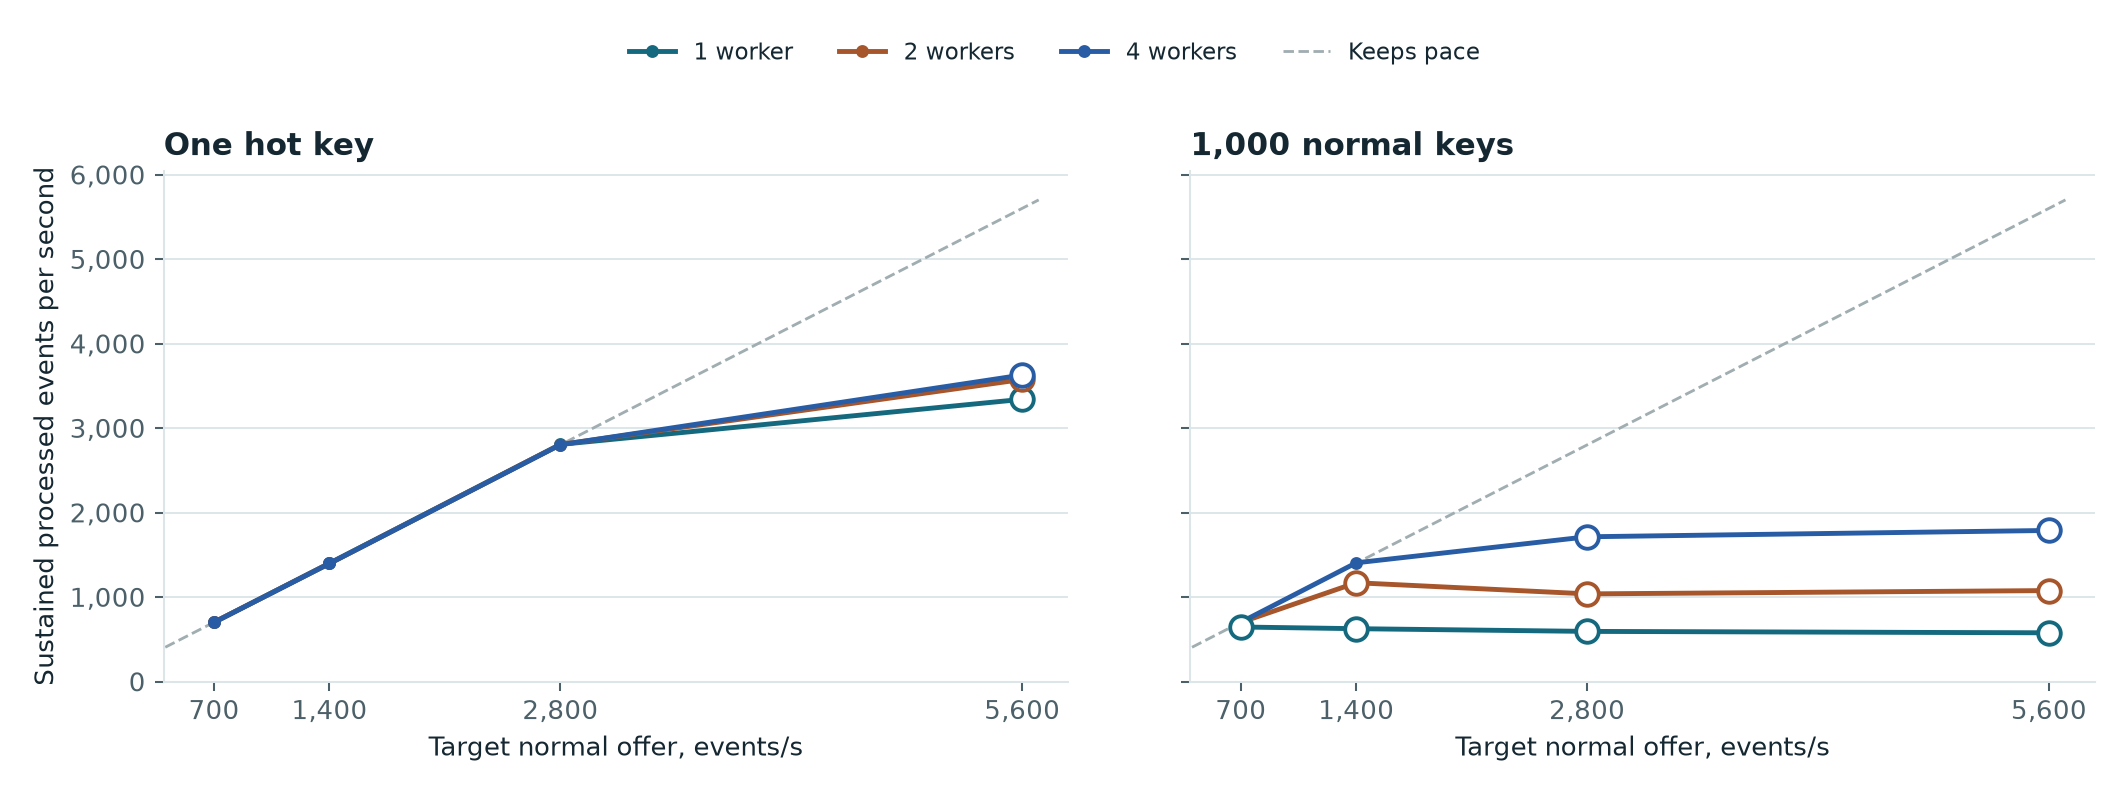 1 worker 2 workers 4 workers Keeps pace
One hot key
Sustained processed events per second
6,000
5,000
4,000
3,000
2,000
1,000
0
700 1,400 2,800 5,600
Target normal offer, events/s
1,000 normal keys
700 1,400 2,800 5,600
Target normal offer, events/s